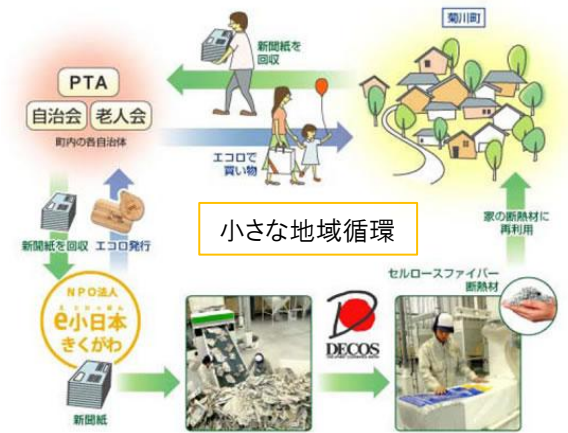 菊川町
新聞紙を
回収
PTA
自治会
老人会
町内の各自治体
エコロで
買い物
小さな地域循環
新聞紙を回収
エコロ発行
家の断熱材に
再利用
セルロースファイバー
断熱材
NPO法人
e小日本
きくがわ
DECOS
新聞紙